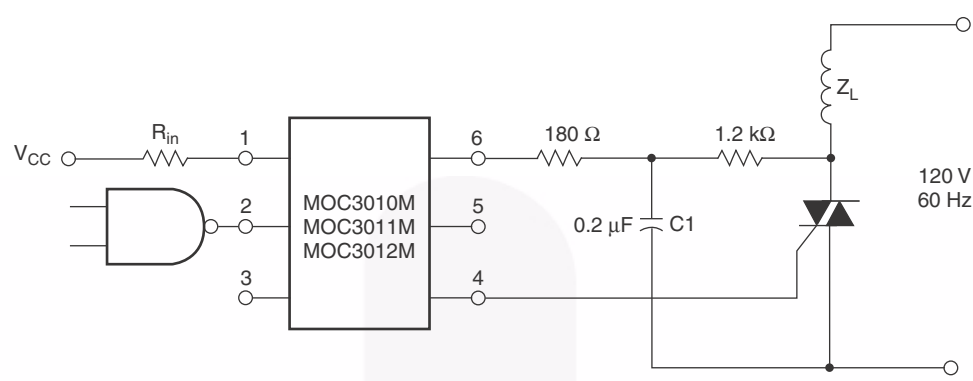 V_CC
R_in
1
2
3
MOC3010M
MOC3011M
MOC3012M
6
5
4
180 Ω
1.2 kΩ
0.2 µF
C1
Z_L
120 V
60 Hz